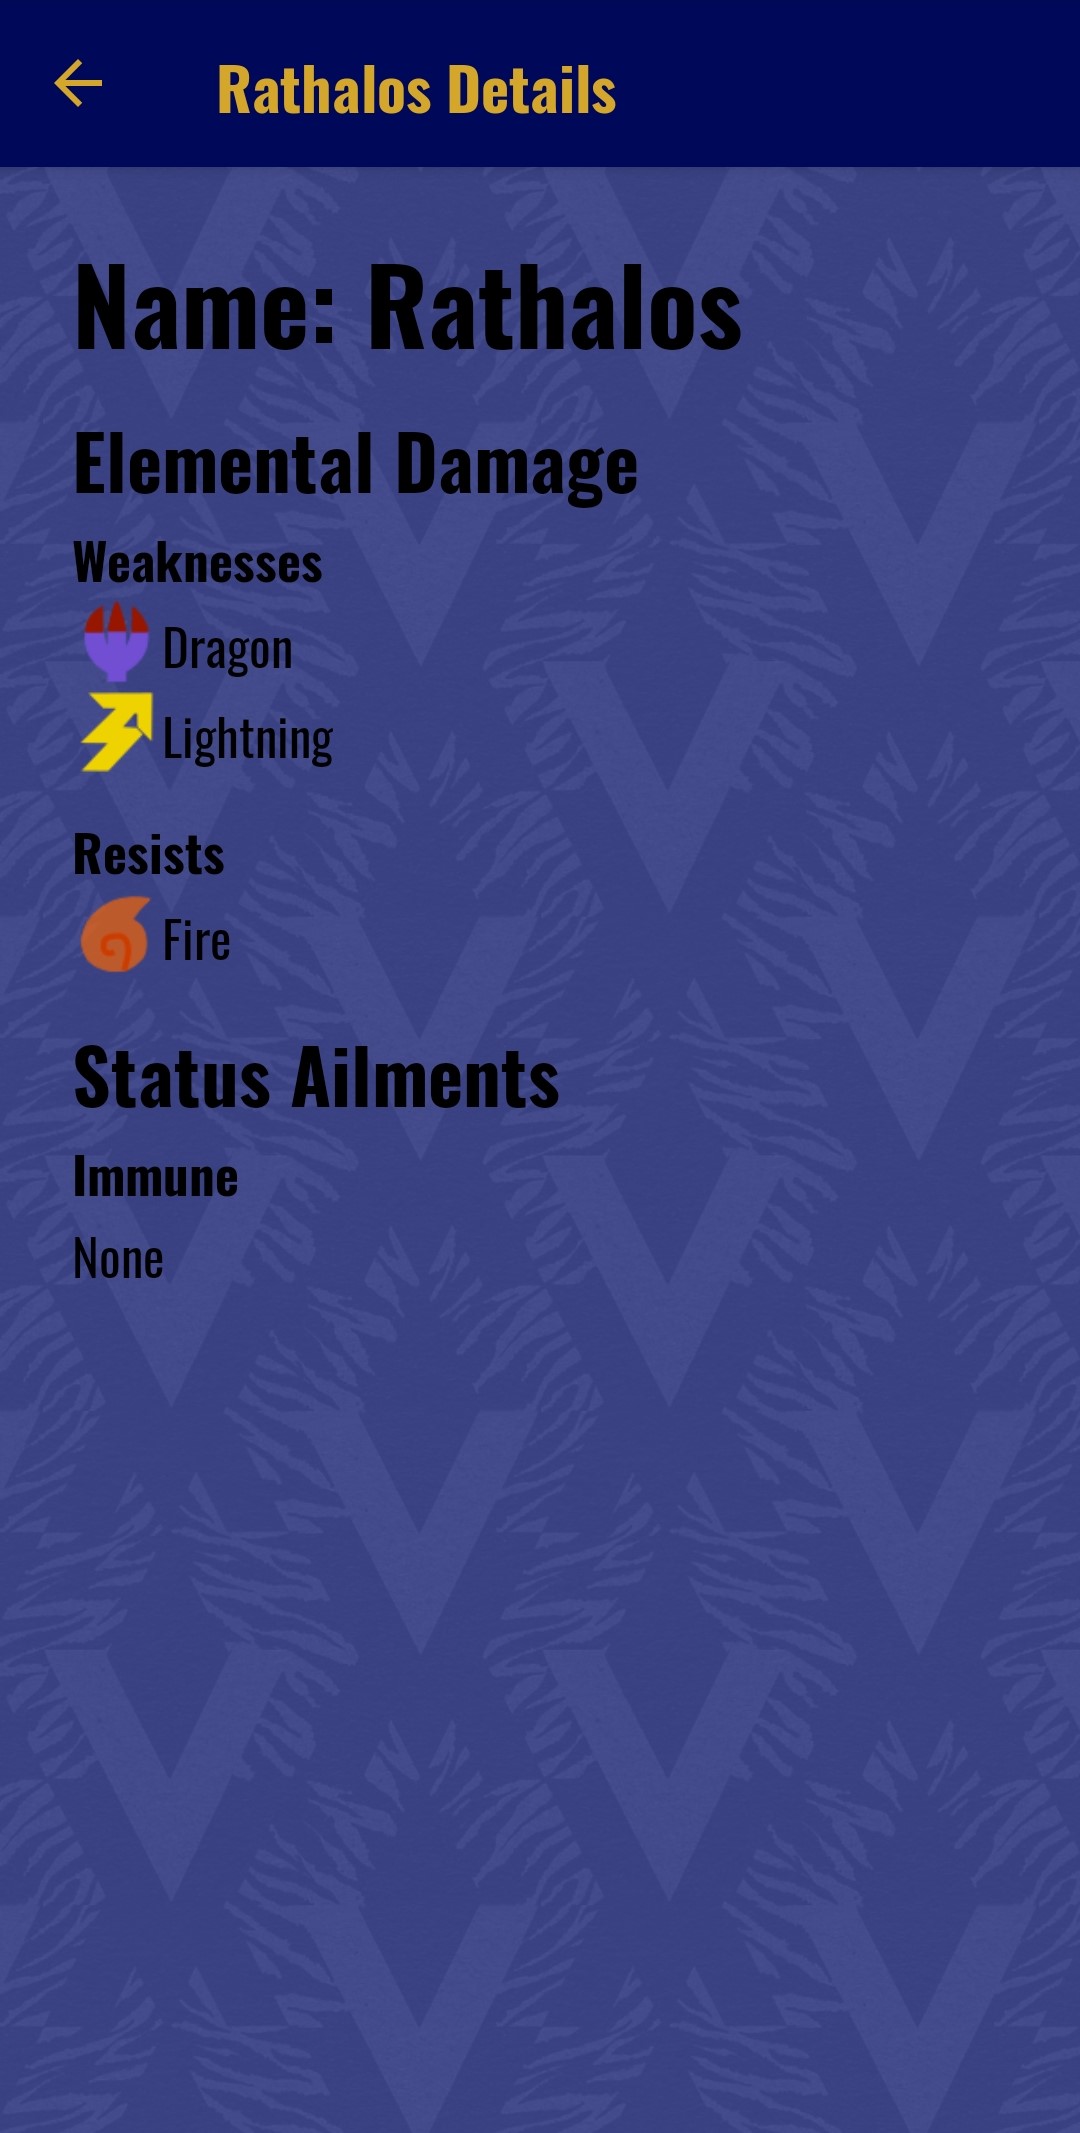 Rathalos Details
Name: Rathalos
Elemental Damage
Weaknesses
Dragon
Lightning
Resists
Fire
Status Ailments
Immune
None